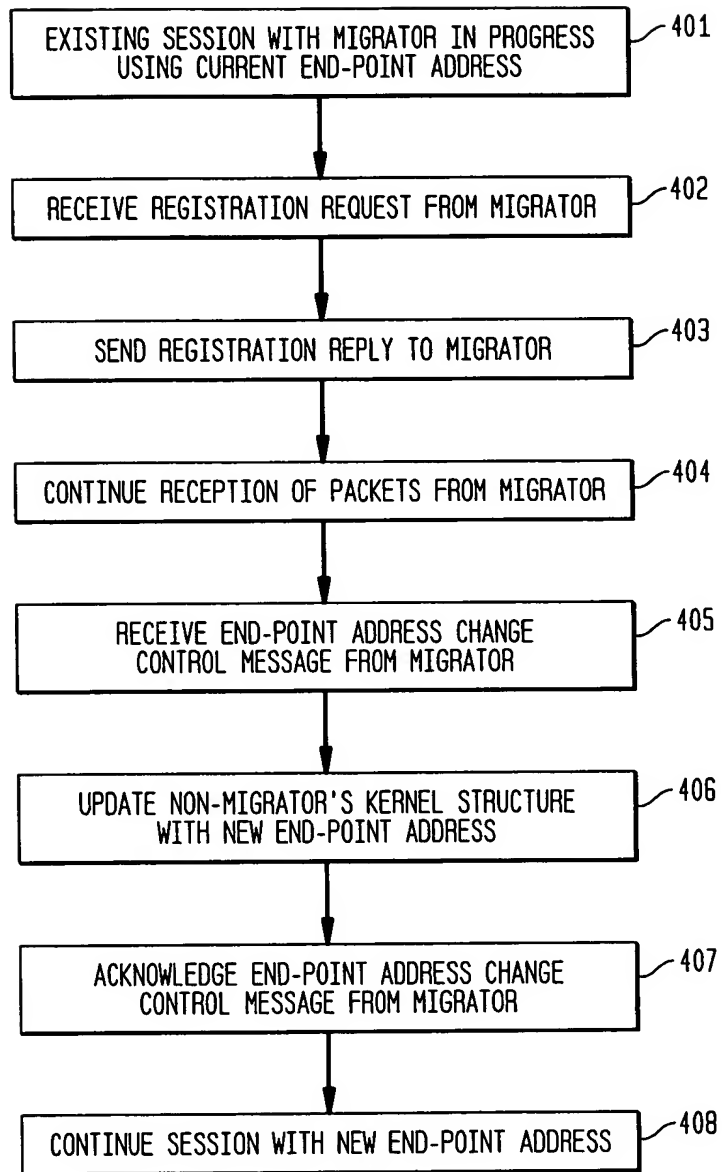 EXISTING SESSION WITH MIGRATOR IN PROGRESS
USING CURRENT END-POINT ADDRESS
401
RECEIVE REGISTRATION REQUEST FROM MIGRATOR
402
SEND REGISTRATION REPLY TO MIGRATOR
403
CONTINUE RECEPTION OF PACKETS FROM MIGRATOR
404
RECEIVE END-POINT ADDRESS CHANGE
CONTROL MESSAGE FROM MIGRATOR
405
UPDATE NON-MIGRATOR'S KERNEL STRUCTURE
WITH NEW END-POINT ADDRESS
406
ACKNOWLEDGE END-POINT ADDRESS CHANGE
CONTROL MESSAGE FROM MIGRATOR
407
CONTINUE SESSION WITH NEW END-POINT ADDRESS
408